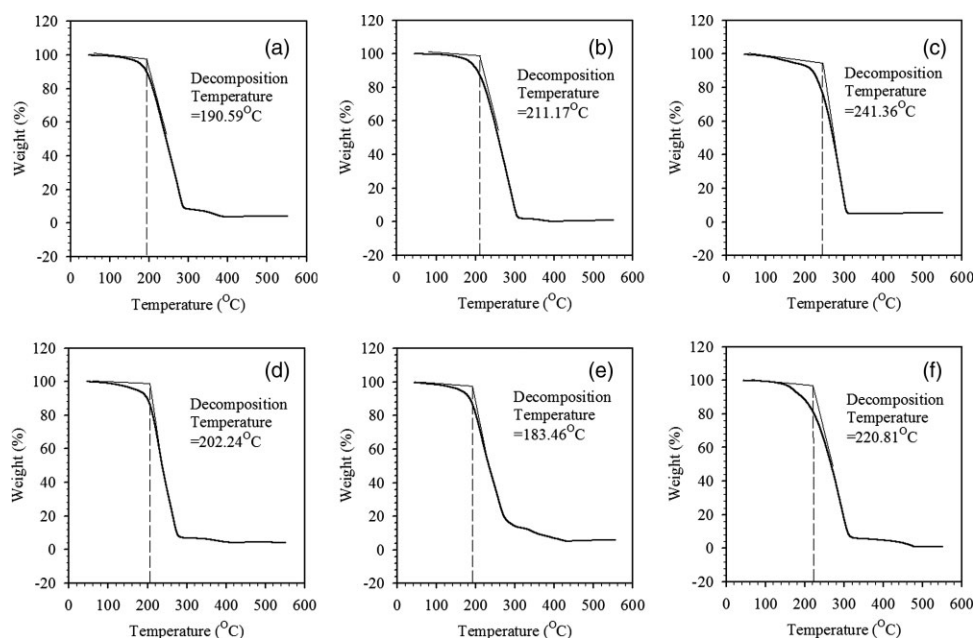 120
100
80
60
40
20
0
-20
Weight (%)
(a)
Decomposition
Temperature
=190.59°C
0 100 200 300 400 500 600
Temperature (°C)
120
100
80
60
40
20
0
-20
Weight (%)
(b)
Decomposition
Temperature
=211.17°C
0 100 200 300 400 500 600
Temperature (°C)
120
100
80
60
40
20
0
-20
Weight (%)
(c)
Decomposition
Temperature
=241.36°C
0 100 200 300 400 500 600
Temperature (°C)
120
100
80
60
40
20
0
-20
Weight (%)
(d)
Decomposition
Temperature
=202.24°C
0 100 200 300 400 500 600
Temperature (°C)
120
100
80
60
40
20
0
-20
Weight (%)
(e)
Decomposition
Temperature
=183.46°C
0 100 200 300 400 500 600
Temperature (°C)
120
100
80
60
40
20
0
-20
Weight (%)
(f)
Decomposition
Temperature
=220.81°C
0 100 200 300 400 500 600
Temperature (°C)